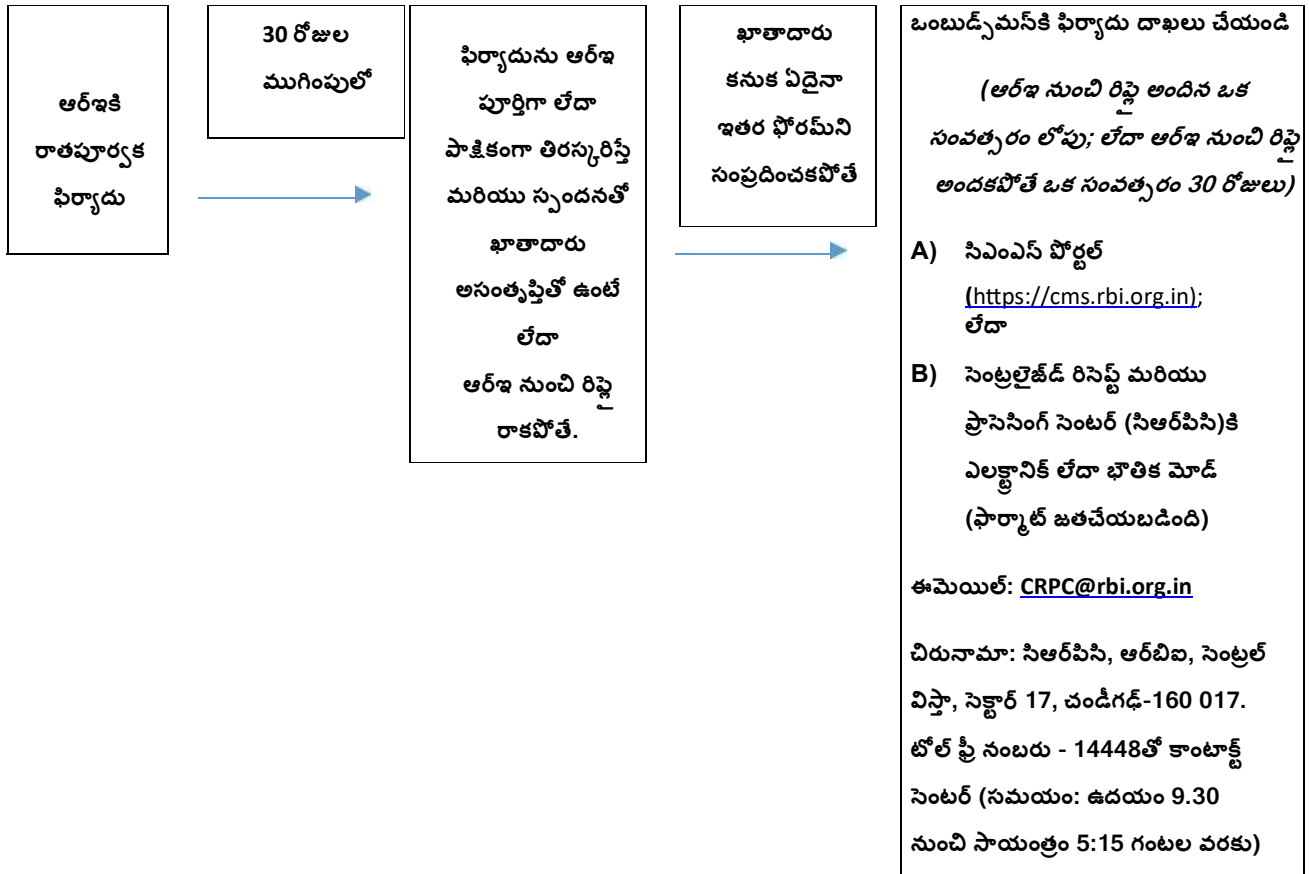 ఆర్ఇకి
రాతపూర్వక
ఫిర్యాదు
30 రోజుల
ముగింపులో
ఫిర్యాదును ఆర్ఇ
పూర్తిగా లేదా
పాక్షికంగా తిరస్కరిస్తే
మరియు స్పందనతో
ఖాతాదారు
అసంతృప్తితో ఉంటే
లేదా
ఆర్ఇ నుంచి రిప్లై
రాకపోతే.
ఖాతాదారు
కనుక ఏదైనా
ఇతర ఫోరమ్‌ని
సంప్రదించకపోతే
ఒంబుడ్స్‌మస్‌కి ఫిర్యాదు దాఖలు చేయండి
(ఆర్ఇ నుంచి రిప్లై అందిన ఒక
సంవత్సరం లోపు; లేదా ఆర్ఇ నుంచి రిప్లై
అందకపోతే ఒక సంవత్సరం 30 రోజులు)
A) సిఎంఎస్ పోర్టల్
(https://cms.rbi.org.in);
లేదా
B) సెంట్రలైజ్‌డ్ రిసెప్ట్ మరియు
ప్రాసెసింగ్ సెంటర్ (సిఆర్‌పిసి)కి
ఎలక్ట్రానిక్ లేదా భౌతిక మోడ్
(ఫార్మాట్ జతచేయబడింది)
ఈమెయిల్: CRPC@rbi.org.in
చిరునామా: సిఆర్‌పిసి, ఆర్‌బిఐ, సెంట్రల్
విస్తా, సెక్టార్ 17, చండీగఢ్-160 017.
టోల్ ఫ్రీ నంబరు - 14448తో కాంటాక్ట్
సెంటర్ (సమయం: ఉదయం 9.30
నుంచి సాయంత్రం 5:15 గంటల వరకు)